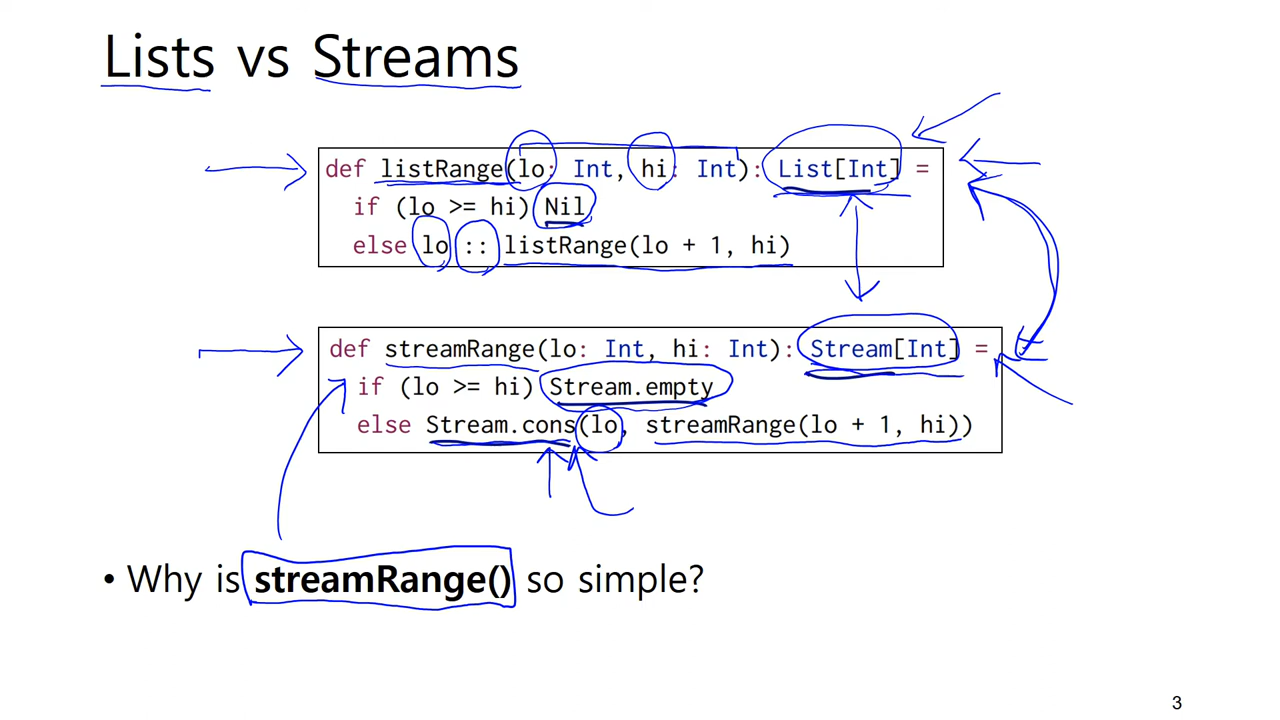 Lists vs Streams
def listRange(lo: Int, hi: Int): List[Int] =
if (lo >= hi) Nil
else lo :: listRange(lo + 1, hi)
def streamRange(lo: Int, hi: Int): Stream[Int] =
if (lo >= hi) Stream.empty
else Stream.cons(lo, streamRange(lo + 1, hi))
• Why is streamRange() so simple?
3